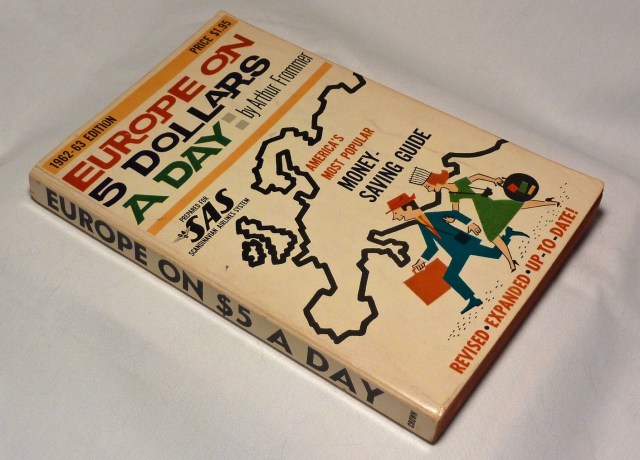 1962-63 EDITION
PRICE $1.95
EUROPE ON
5 DOLLARS
A DAY
by Arthur Frommer
PREPARED FOR
SAS
SCANDINAVIAN AIRLINES SYSTEM
AMERICA'S
MOST POPULAR
MONEY-
SAVING GUIDE
REVISED • EXPANDED • UP-TO-DATE!
EUROPE ON $5 A DAY
CROWN